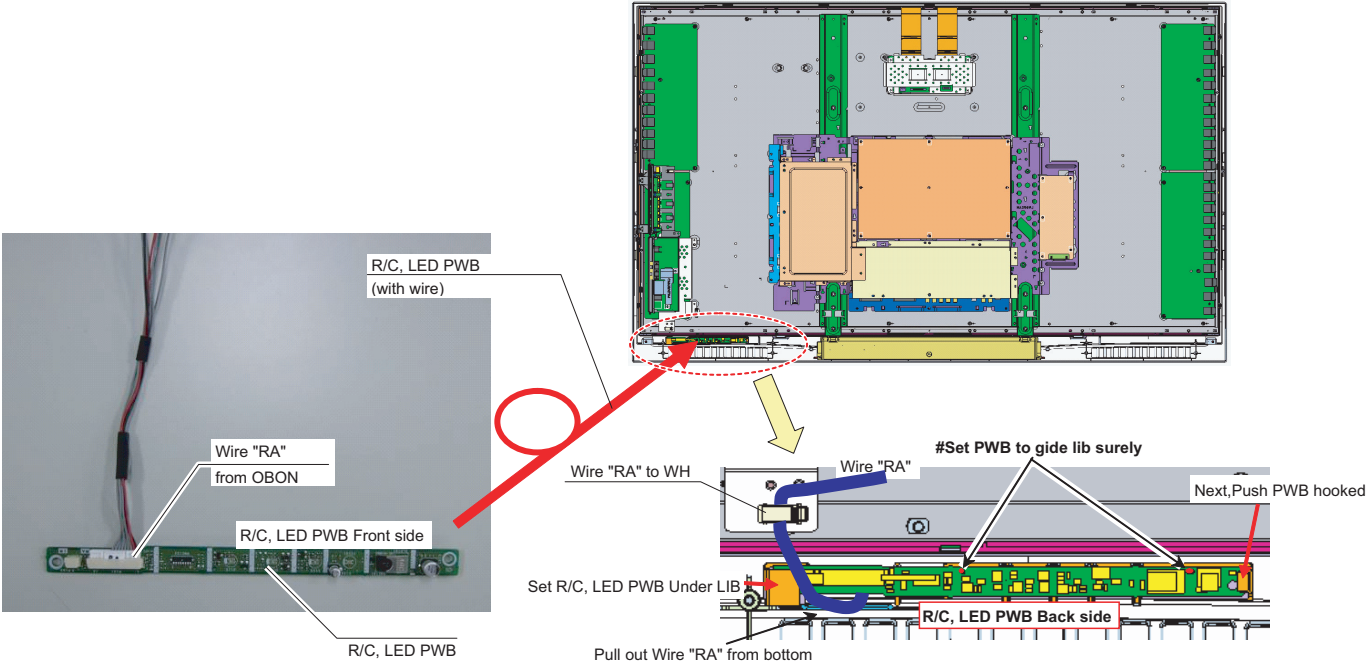 R/C, LED PWB
(with wire)
Wire "RA"
from OBON
R/C, LED PWB Front side
R/C, LED PWB
Wire "RA" to WH
Wire "RA"
#Set PWB to gide lib surely
Next,Push PWB hooked
Set R/C, LED PWB Under LIB
R/C, LED PWB Back side
Pull out Wire "RA" from bottom